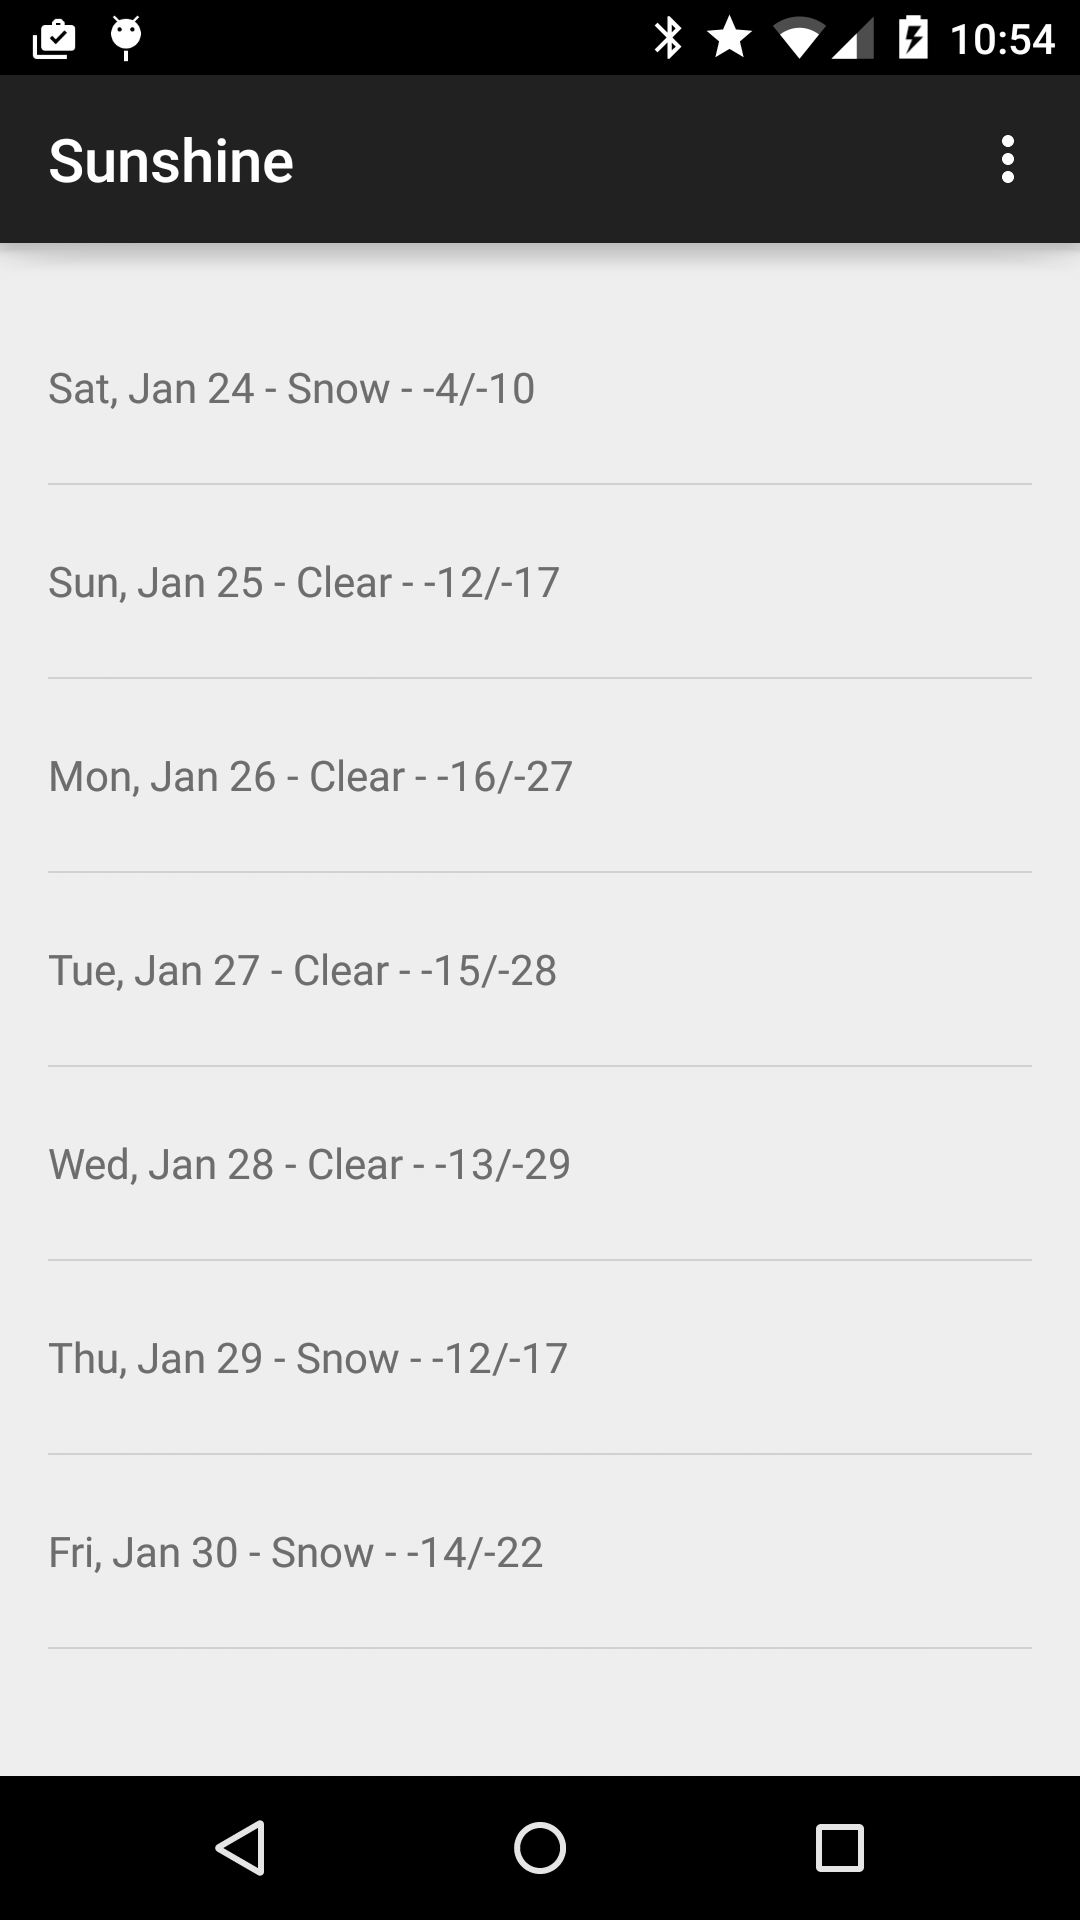 10:54
Sunshine
Sat, Jan 24 - Snow - -4/-10
Sun, Jan 25 - Clear - -12/-17
Mon, Jan 26 - Clear - -16/-27
Tue, Jan 27 - Clear - -15/-28
Wed, Jan 28 - Clear - -13/-29
Thu, Jan 29 - Snow - -12/-17
Fri, Jan 30 - Snow - -14/-22